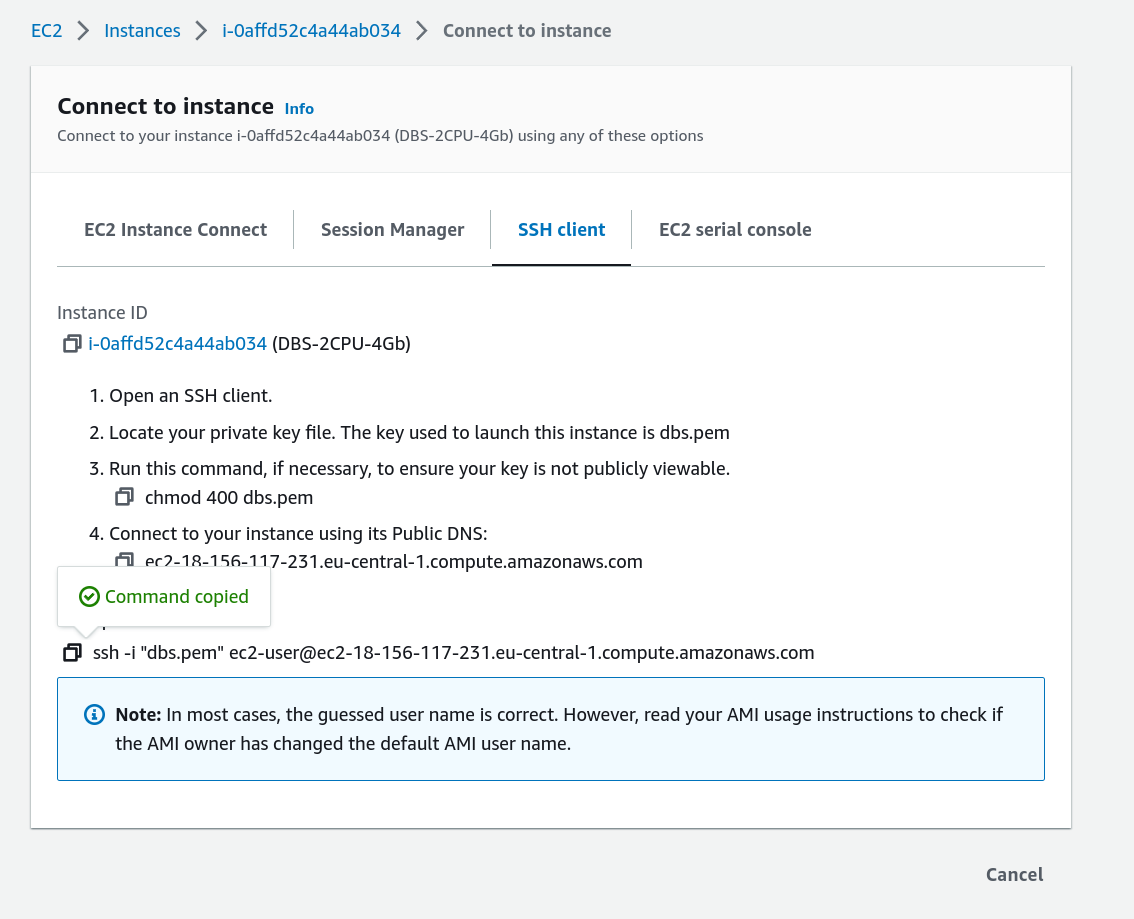 EC2 > Instances > i-0affd52c4a44ab034 > Connect to instance
Connect to instance Info
Connect to your instance i-0affd52c4a44ab034 (DBS-2CPU-4Gb) using any of these options
EC2 Instance Connect Session Manager SSH client EC2 serial console
Instance ID
i-0affd52c4a44ab034 (DBS-2CPU-4Gb)
1. Open an SSH client.
2. Locate your private key file. The key used to launch this instance is dbs.pem
3. Run this command, if necessary, to ensure your key is not publicly viewable.
chmod 400 dbs.pem
4. Connect to your instance using its Public DNS:
ec2-18-156-117-231.eu-central-1.compute.amazonaws.com
Command copied
ssh -i "dbs.pem" ec2-user@ec2-18-156-117-231.eu-central-1.compute.amazonaws.com
Note: In most cases, the guessed user name is correct. However, read your AMI usage instructions to check if
the AMI owner has changed the default AMI user name.
Cancel